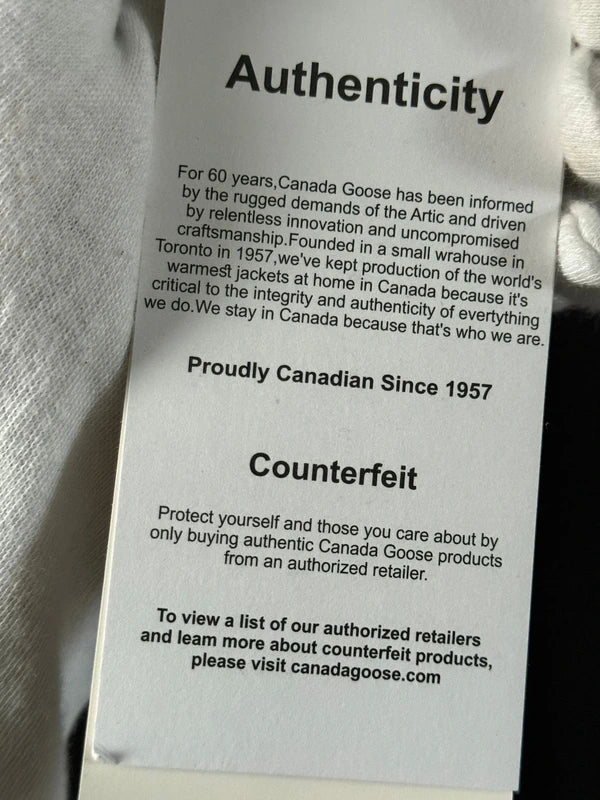 Authenticity
For 60 years,Canada Goose has been informed
by the rugged demands of the Artic and driven
by relentless innovation and uncompromised
craftsmanship.Founded in a small wrahouse in
Toronto in 1957,we've kept production of the world's
warmest jackets at home in Canada because it's
critical to the integrity and authenticity of evertything
we do.We stay in Canada because that's who we are.
Proudly Canadian Since 1957
Counterfeit
Protect yourself and those you care about by
only buying authentic Canada Goose products
from an authorized retailer.
To view a list of our authorized retailers
and leam more about counterfeit products,
please visit canadagoose.com